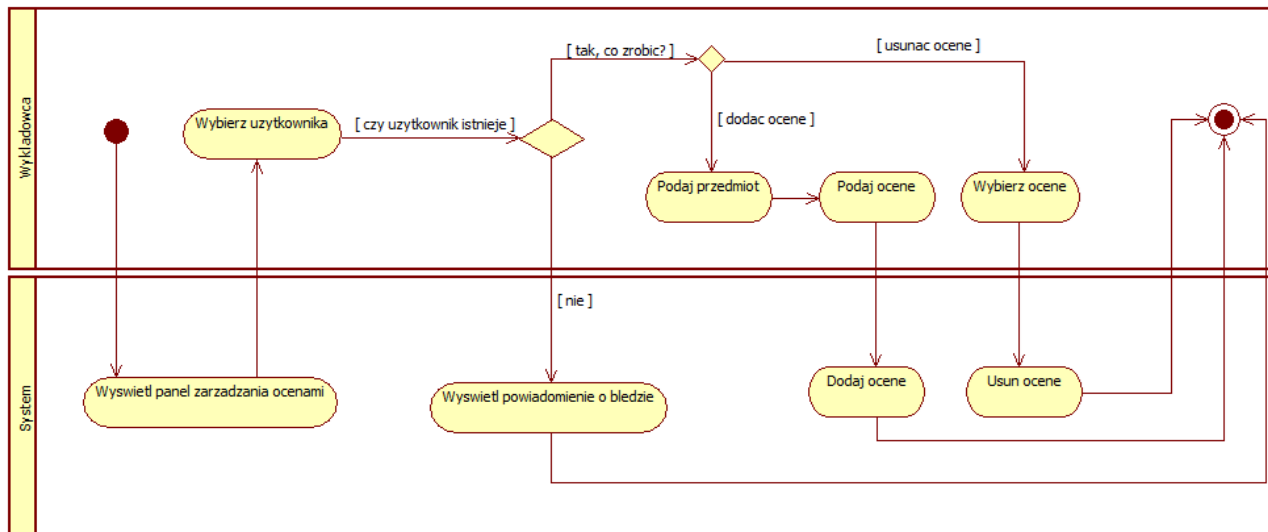 Wykladowca
[ tak, co zrobic? ]
[ usunac ocene ]
Wybierz uzytkownika
[ czy uzytkownik istnieje ]
[ dodac ocene ]
Podaj przedmiot
Podaj ocene
Wybierz ocene
System
[ nie ]
Wyswietl panel zarzadzania ocenami
Wyswietl powiadomienie o bledzie
Dodaj ocene
Usun ocene